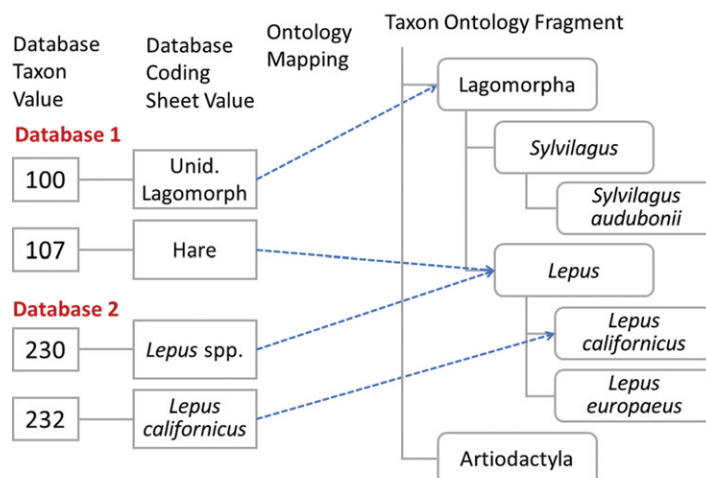 Database
Taxon
Value
Database
Coding
Sheet Value
Ontology
Mapping
Taxon Ontology Fragment
Database 1
100
Unid.
Lagomorph
107
Hare
Database 2
230
Lepus spp.
232
Lepus
californicus
Lagomorpha
Sylvilagus
Sylvilagus
audubonii
Lepus
Lepus
californicus
Lepus
europaeus
Artiodactyla